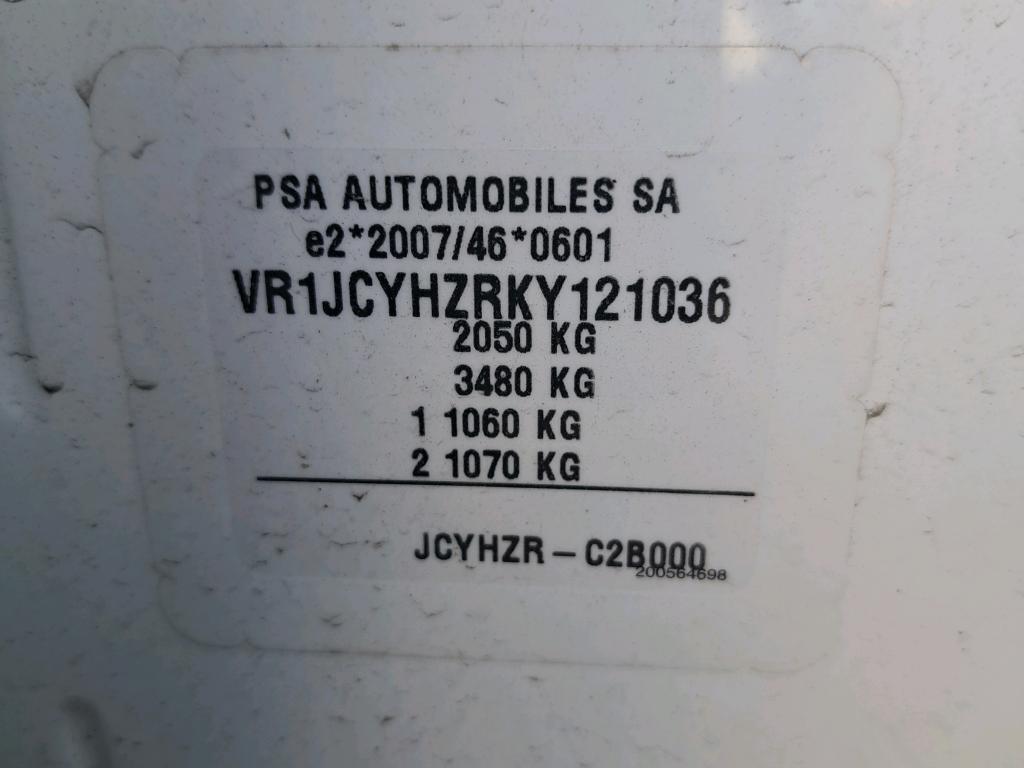 PSA AUTOMOBILES SA
e2*2007/46*0601
VR1JCYHZRKY121036
2050 KG
3480 KG
1 1060 KG
2 1070 KG
JCYHZR – C2B000
200564698